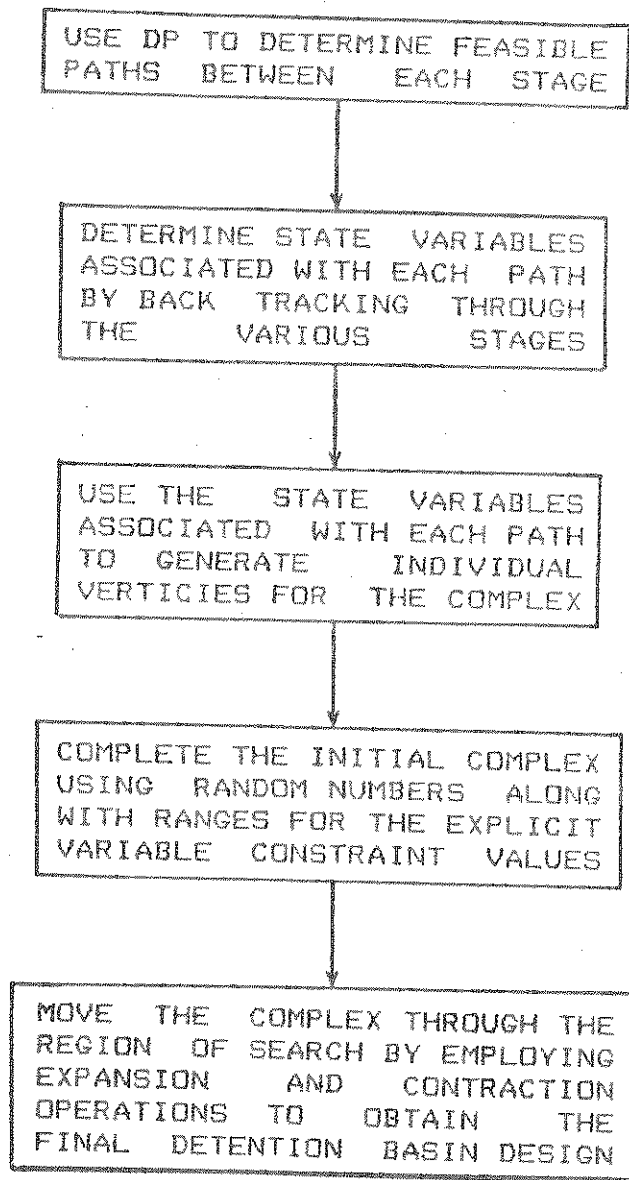 USE DP TO DETERMINE FEASIBLE
PATHS BETWEEN EACH STAGE
DETERMINE STATE VARIABLES
ASSOCIATED WITH EACH PATH
BY BACK TRACKING THROUGH
THE VARIOUS STAGES
USE THE STATE VARIABLES
ASSOCIATED WITH EACH PATH
TO GENERATE INDIVIDUAL
VERTICIES FOR THE COMPLEX
COMPLETE THE INITIAL COMPLEX
USING RANDOM NUMBERS ALONG
WITH RANGES FOR THE EXPLICIT
VARIABLE CONSTRAINT VALUES
MOVE THE COMPLEX THROUGH THE
REGION OF SEARCH BY EMPLOYING
EXPANSION AND CONTRACTION
OPERATIONS TO OBTAIN THE
FINAL DETENTION BASIN DESIGN